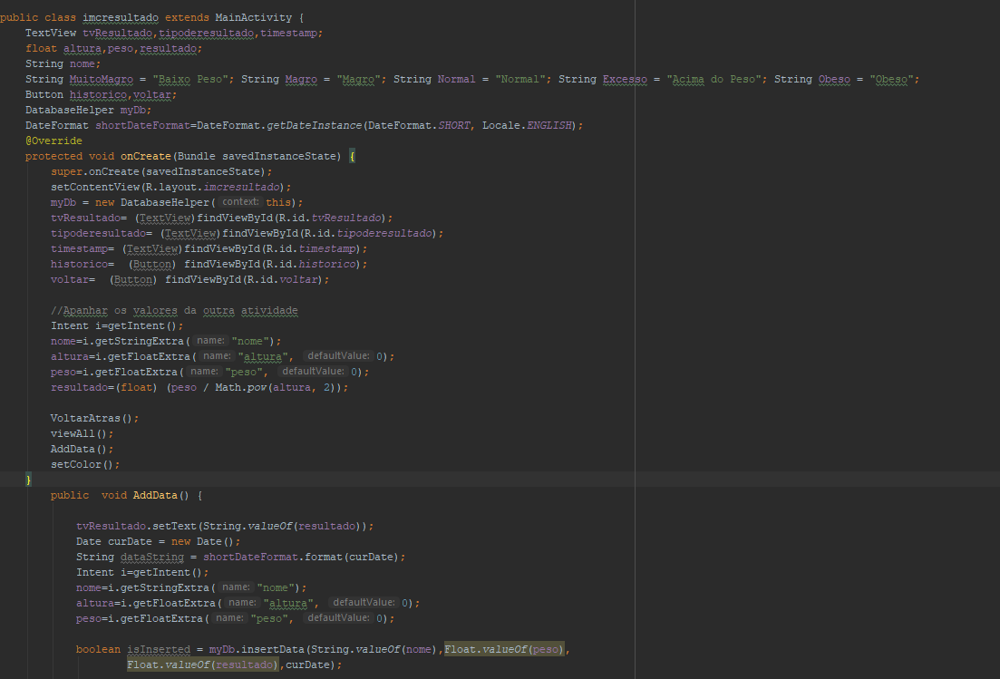 public class imcresultado extends MainActivity {
TextView tvResultado,tipoderesultado,timestamp;
float altura,peso,resultado;
String nome;
String MuitoMagro = "Baixo Peso"; String Magro = "Magro"; String Normal = "Normal"; String Excesso = "Acima do Peso"; String Obeso = "Obeso";
Button historico,voltar;
DatabaseHelper myDb;
DateFormat shortDateFormat=DateFormat.getDateInstance(DateFormat.SHORT, Locale.ENGLISH);
@Override
protected void onCreate(Bundle savedInstanceState) {
super.onCreate(savedInstanceState);
setContentView(R.layout.imcresultado);
myDb = new DatabaseHelper( context: this);
tvResultado= (TextView)findViewById(R.id.tvResultado);
tipoderesultado= (TextView)findViewById(R.id.tipoderesultado);
timestamp= (TextView)findViewById(R.id.timestamp);
historico=  (Button) findViewById(R.id.historico);
voltar=  (Button) findViewById(R.id.voltar);
//Apanhar os valores da outra atividade
Intent i=getIntent();
nome=i.getStringExtra( name: "nome");
altura=i.getFloatExtra( name: "altura", defaultValue: 0);
peso=i.getFloatExtra( name: "peso", defaultValue: 0);
resultado=(float) (peso / Math.pow(altura, 2));
VoltarAtras();
viewAll();
AddData();
setColor();
}
public  void AddData() {
tvResultado.setText(String.valueOf(resultado));
Date curDate = new Date();
String dataString = shortDateFormat.format(curDate);
Intent i=getIntent();
nome=i.getStringExtra( name: "nome");
altura=i.getFloatExtra( name: "altura", defaultValue: 0);
peso=i.getFloatExtra( name: "peso", defaultValue: 0);
boolean isInserted = myDb.insertData(String.valueOf(nome),Float.valueOf(peso),
Float.valueOf(resultado),curDate);